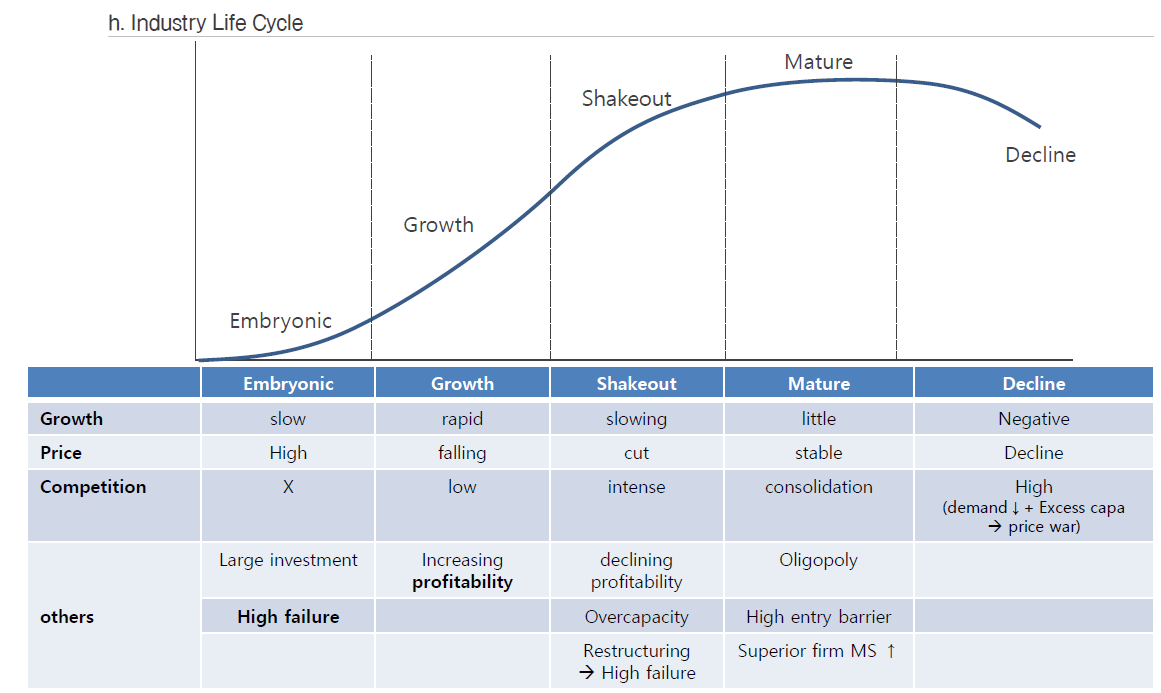 h. Industry Life Cycle
Mature
Shakeout
Decline
Growth
Embryonic
Embryonic Growth Shakeout Mature Decline
Growth slow rapid slowing little Negative
Price High falling cut stable Decline
Competition X low intense consolidation High
(demand ↓ + Excess capa
→ price war)
Large investment Increasing declining Oligopoly
profitability profitability
others High failure Overcapacity High entry barrier
Restructuring Superior firm MS ↑
→ High failure